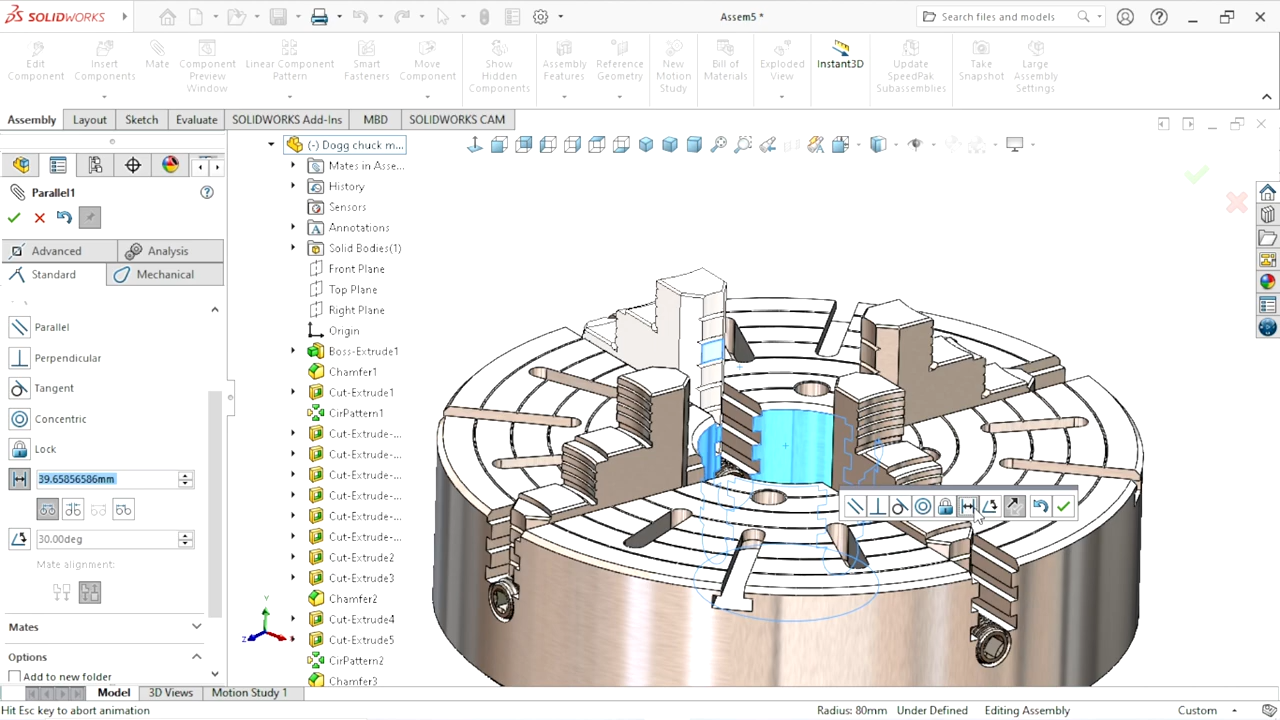 SOLIDWORKS
Assem5 *
Search files and models
Edit Component
Insert Components
Mate
Component Preview Window
Linear Component Pattern
Smart Fasteners
Move Component
Show Hidden Components
Assembly Features
Reference Geometry
New Motion Study
Bill of Materials
Exploded View
Instant3D
Update SpeedPak Subassemblies
Take Snapshot
Large Assembly Settings
Assembly
Layout
Sketch
Evaluate
SOLIDWORKS Add-Ins
MBD
SOLIDWORKS CAM
Parallel1
Advanced
Analysis
Standard
Mechanical
Parallel
Perpendicular
Tangent
Concentric
Lock
39.65856586mm
30.00deg
Mate alignment:
Mates
Options
Add to new folder
(-) Dogg chuck m...
Mates in Asse...
History
Sensors
Annotations
Solid Bodies(1)
Front Plane
Top Plane
Right Plane
Origin
Boss-Extrude1
Chamfer1
Cut-Extrude1
CirPattern1
Cut-Extrude-...
Cut-Extrude-...
Cut-Extrude-...
Cut-Extrude-...
Cut-Extrude-...
Cut-Extrude-...
Cut-Extrude2
Cut-Extrude3
Chamfer2
Cut-Extrude4
Cut-Extrude5
CirPattern2
Chamfer3
Y
Z
Model
3D Views
Motion Study 1
Hit Esc key to abort animation
Radius: 80mm
Under Defined
Editing Assembly
Custom